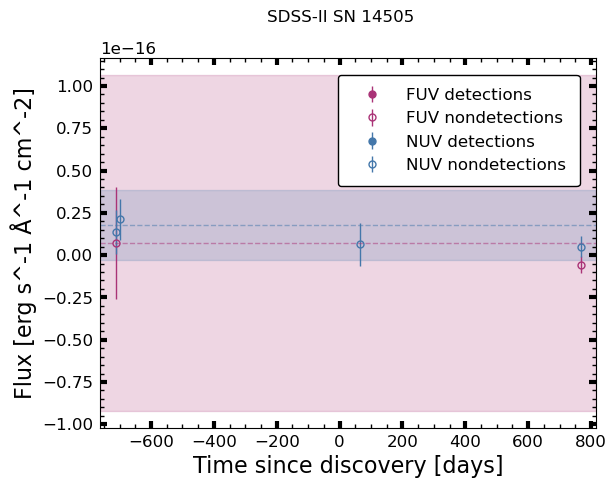 SDSS-II SN 14505
1e−16
Flux [erg s^-1 Å^-1 cm^-2]
1.00
0.75
0.50
0.25
0.00
−0.25
−0.50
−0.75
−1.00
FUV detections
FUV nondetections
NUV detections
NUV nondetections
−600 −400 −200 0 200 400 600 800
Time since discovery [days]